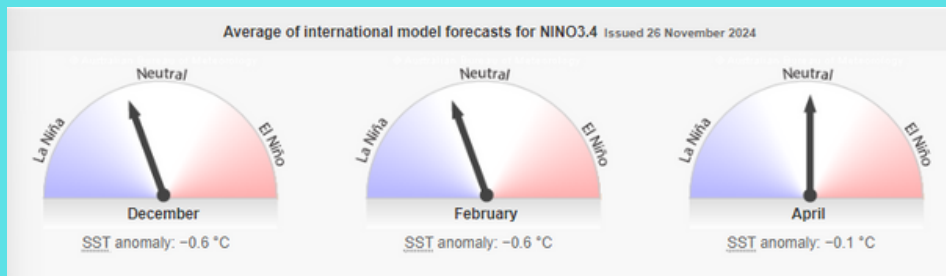 Average of international model forecasts for NINO3.4 Issued 26 November 2024
Neutral
La Niña
El Niño
December
SST anomaly: −0.6 °C
Neutral
La Niña
El Niño
February
SST anomaly: −0.6 °C
Neutral
La Niña
El Niño
April
SST anomaly: −0.1 °C